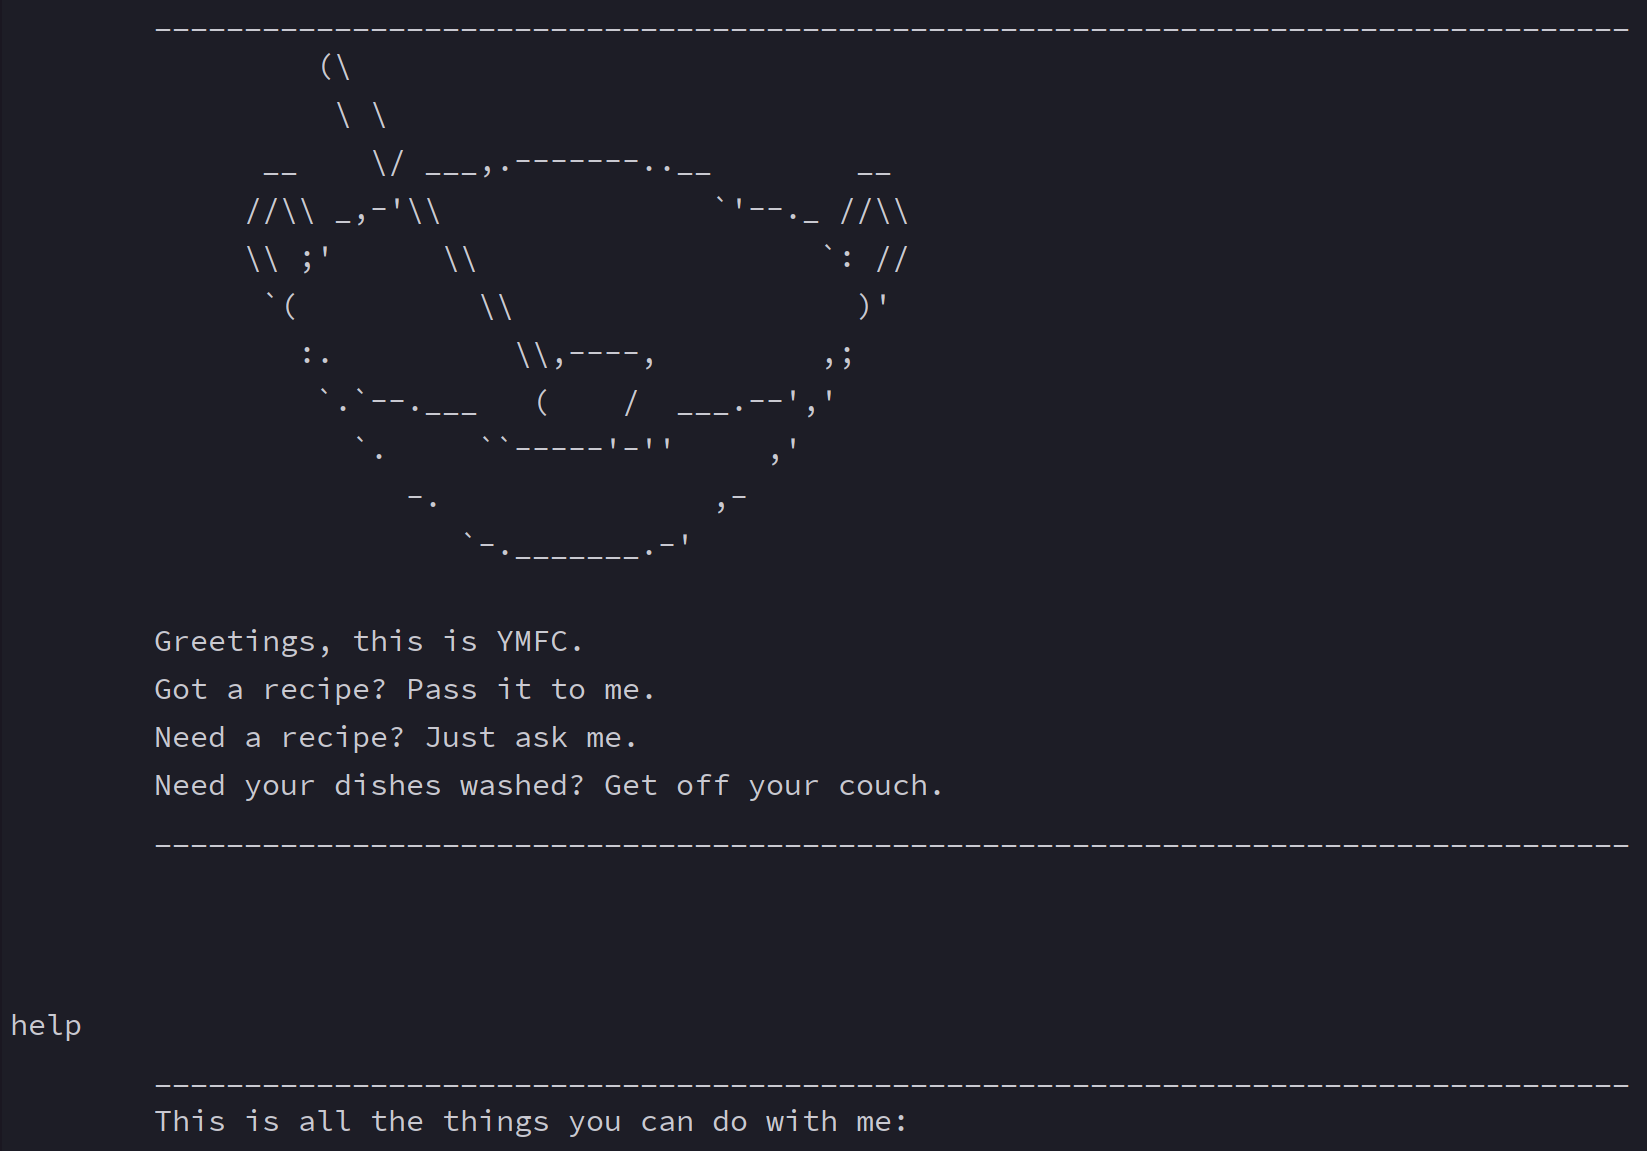 Greetings, this is YMFC.
Got a recipe? Pass it to me.
Need a recipe? Just ask me.
Need your dishes washed? Get off your couch.
help
This is all the things you can do with me: